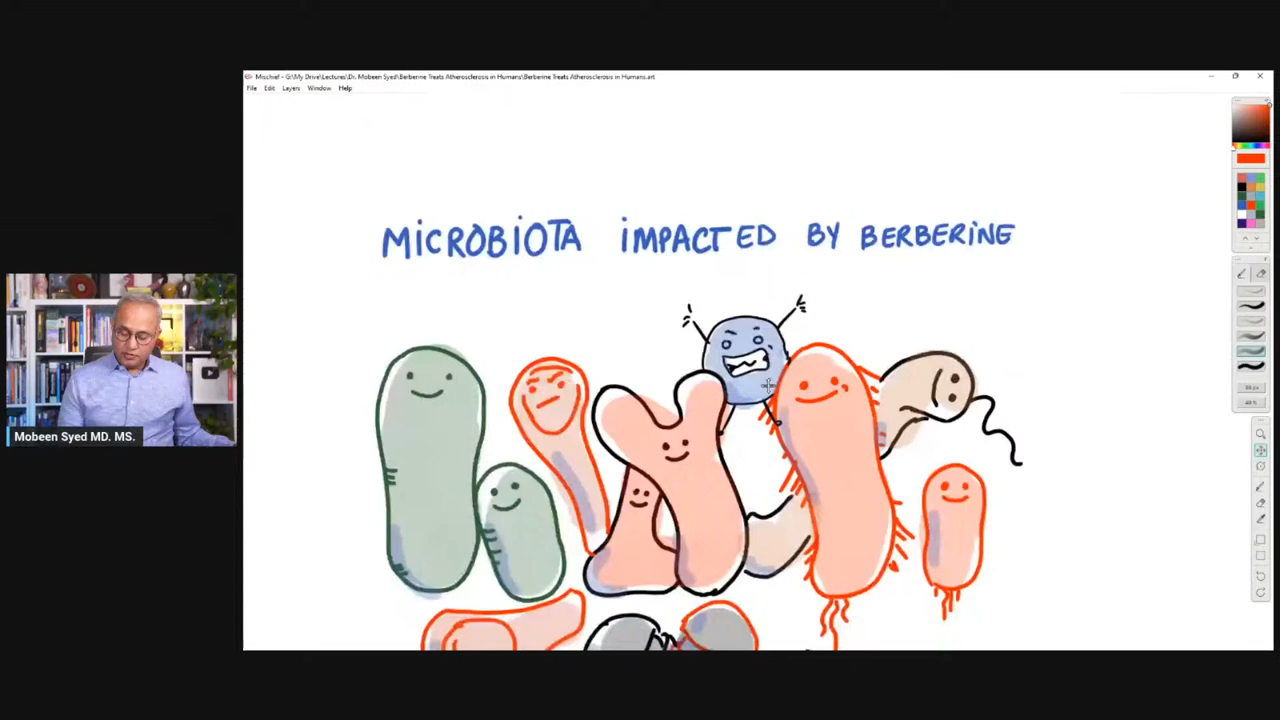 Mischief - G:\My Drive\Lectures\Dr. Mobeen Syed\Berberine Treats Atherosclerosis in Humans\Berberine Treats Atherosclerosis in Humans.art
File Edit Layers Window Help
MiCROBiOTA iMPACTED BY BERBERiNE
Mobeen Syed MD. MS.